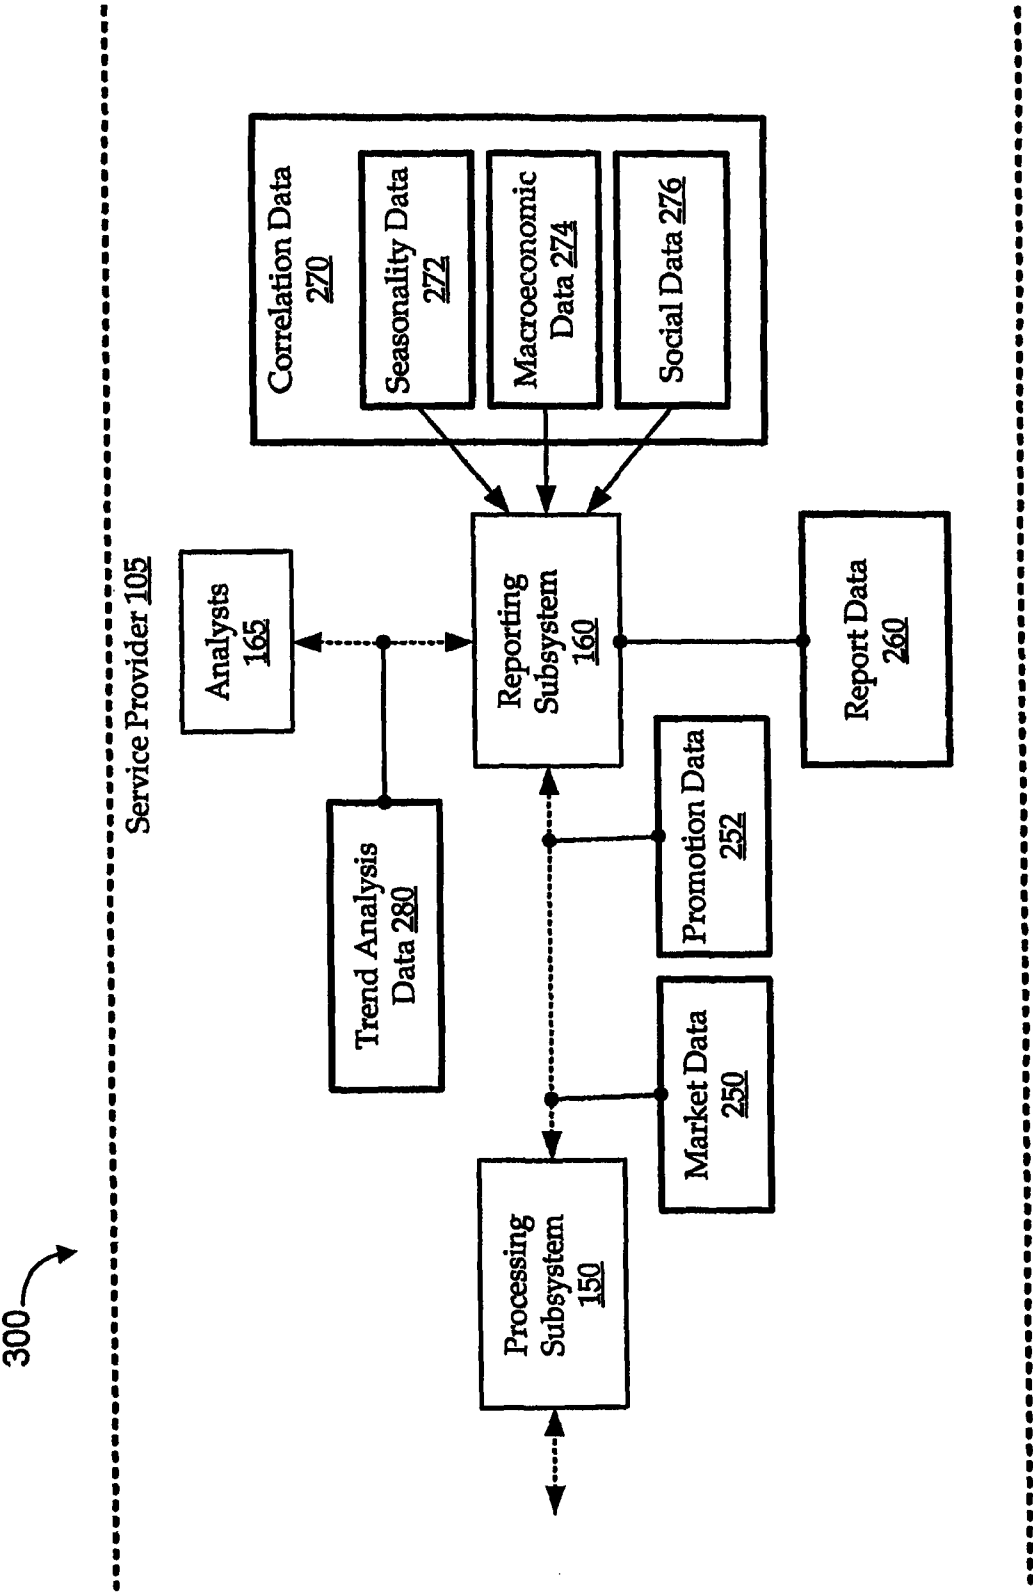 300
Service Provider 105
Analysts
165
Trend Analysis
Data 280
Correlation Data
270
Seasonality Data
272
Macroeconomic
Data 274
Social Data 276
Processing
Subsystem
150
Reporting
Subsystem
160
Market Data
250
Promotion Data
252
Report Data
260